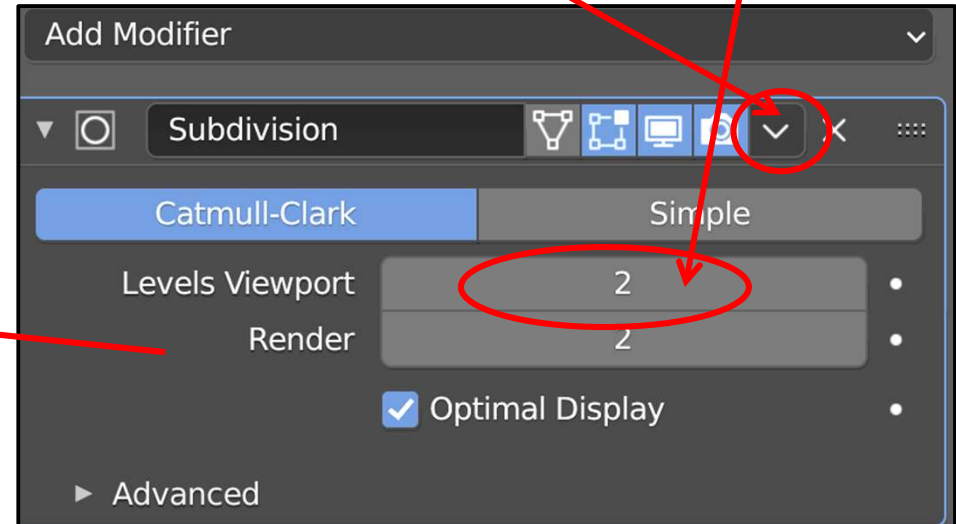 Add Modifier
Subdivision
Catmull-Clark Simple
Levels Viewport 2
Render 2
Optimal Display
Advanced